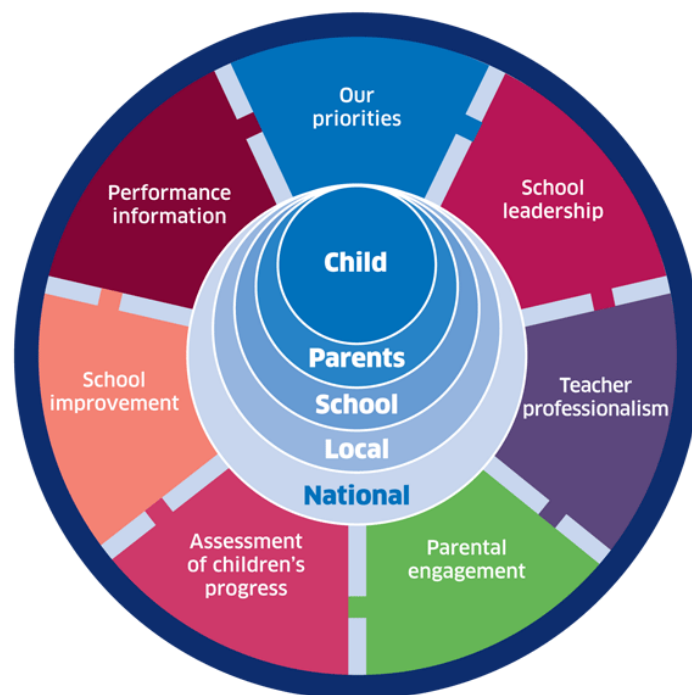 Our
priorities
School
leadership
Teacher
professionalism
Parental
engagement
Assessment
of children's
progress
School
improvement
Performance
information
Child
Parents
School
Local
National